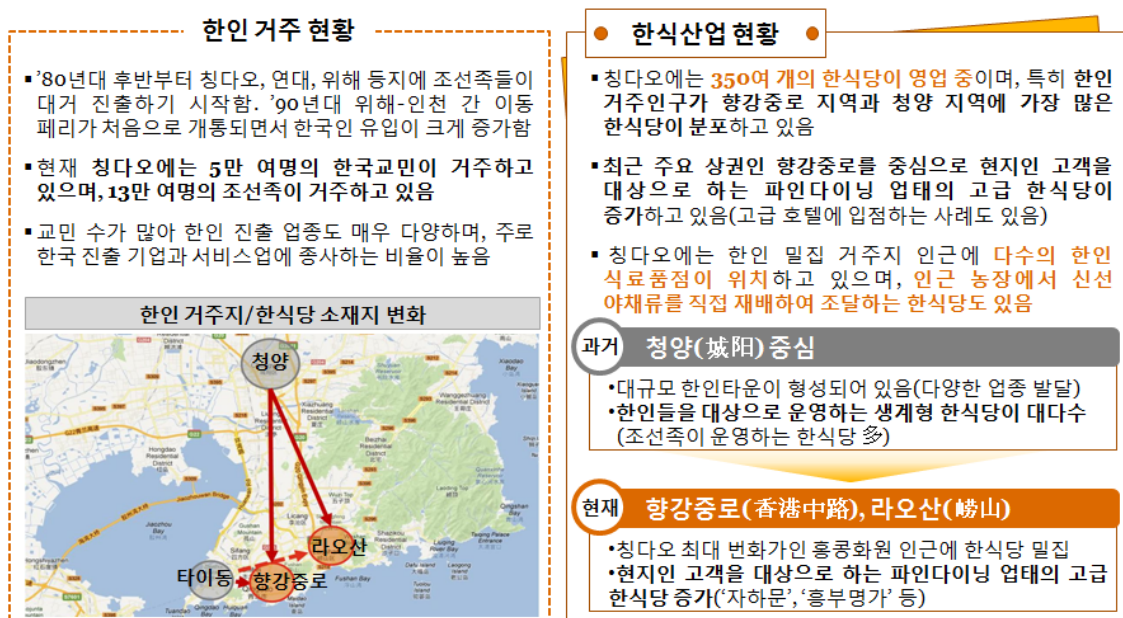 한인 거주 현황
▪'80년대 후반부터 칭다오, 연대, 위해 등지에 조선족들이
대거 진출하기 시작함. '90년대 위해-인천 간 이동
페리가 처음으로 개통되면서 한국인 유입이 크게 증가함
▪현재 칭다오에는 5만 여명의 한국교민이 거주하고
있으며, 13만 여명의 조선족이 거주하고 있음
▪교민 수가 많아 한인 진출 업종도 매우 다양하며, 주로
한국 진출 기업과 서비스업에 종사하는 비율이 높음
한인 거주지/한식당 소재지 변화
청양
라오산
타이동
향강중로
Jiaozhou Bay
Fushan Bay
한식산업 현황
▪칭다오에는 350여 개의 한식당이 영업 중이며, 특히 한인
거주인구가 향강중로 지역과 청양 지역에 가장 많은
한식당이 분포하고 있음
▪최근 주요 상권인 향강중로를 중심으로 현지인 고객을
대상으로 하는 파인다이닝 업태의 고급 한식당이
증가하고 있음(고급 호텔에 입점하는 사례도 있음)
▪칭다오에는 한인 밀집 거주지 인근에 다수의 한인
식료품점이 위치하고 있으며, 인근 농장에서 신선
야채류를 직접 재배하여 조달하는 한식당도 있음
과거 청양(城阳) 중심
•대규모 한인타운이 형성되어 있음(다양한 업종 발달)
•한인들을 대상으로 운영하는 생계형 한식당이 대다수
(조선족이 운영하는 한식당 多)
현재 향강중로(香港中路), 라오산(崂山)
•칭다오 최대 번화가인 홍콩화원 인근에 한식당 밀집
•현지인 고객을 대상으로 하는 파인다이닝 업태의 고급
한식당 증가('자하문', '흥부명가' 등)